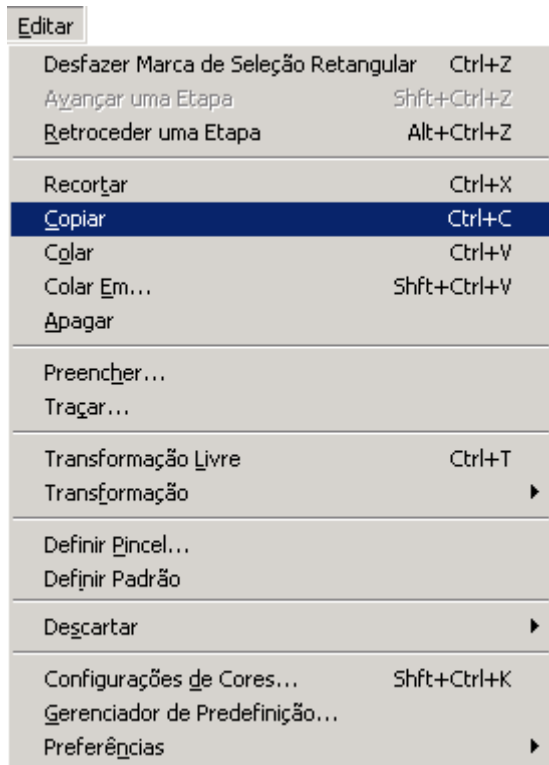 Editar
Desfazer Marca de Seleção Retangular Ctrl+Z
Avançar uma Etapa Shft+Ctrl+Z
Retroceder uma Etapa Alt+Ctrl+Z
Recortar Ctrl+X
Copiar Ctrl+C
Colar Ctrl+V
Colar Em... Shft+Ctrl+V
Apagar
Preencher...
Traçar...
Transformação Livre Ctrl+T
Transformação
Definir Pincel...
Definir Padrão
Descartar
Configurações de Cores... Shft+Ctrl+K
Gerenciador de Predefinição...
Preferências